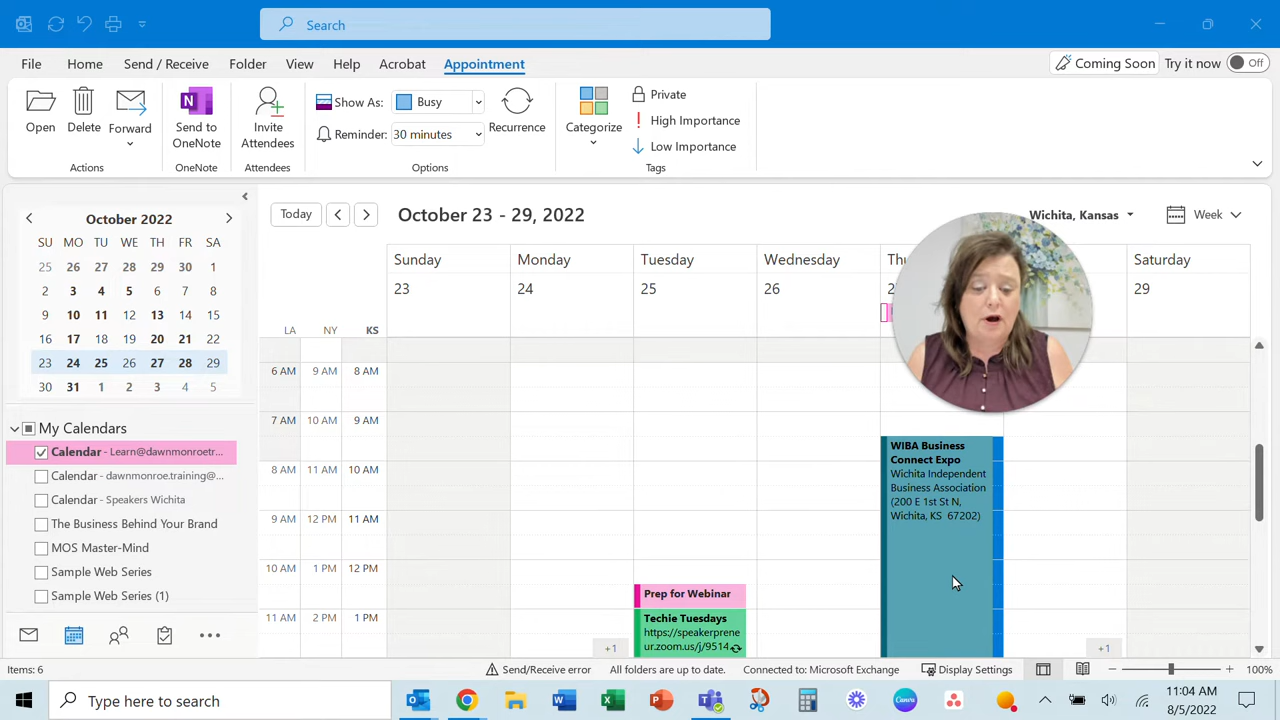 Search
File Home Send / Receive Folder View Help Acrobat Appointment
Coming Soon Try it now Off
Open
Delete
Forward
Actions
Send to
OneNote
OneNote
Invite
Attendees
Attendees
Show As: Busy
Reminder: 30 minutes
Recurrence
Options
Categorize
Private
High Importance
Low Importance
Tags
October 2022
SU MO TU WE TH FR SA
25 26 27 28 29 30 1
2 3 4 5 6 7 8
9 10 11 12 13 14 15
16 17 18 19 20 21 22
23 24 25 26 27 28 29
30 31 1 2 3 4 5
My Calendars
Calendar - Learn@dawnmonroetr...
Calendar - dawnmonroe.training@...
Calendar - Speakers Wichita
The Business Behind Your Brand
MOS Master-Mind
Sample Web Series
Sample Web Series (1)
Today
October 23 - 29, 2022
Wichita, Kansas
Week
Sunday Monday Tuesday Wednesday Saturday
23 24 25 26 29
LA NY KS
6 AM 9 AM 8 AM
7 AM 10 AM 9 AM
8 AM 11 AM 10 AM
9 AM 12 PM 11 AM
10 AM 1 PM 12 PM
11 AM 2 PM 1 PM
WIBA Business
Connect Expo
Wichita Independent
Business Association
(200 E 1st St N,
Wichita, KS 67202)
Prep for Webinar
Techie Tuesdays
https://speakerprene
ur.zoom.us/j/9514
+1
+1
Items: 6
Send/Receive error
All folders are up to date.
Connected to: Microsoft Exchange
Display Settings
100%
Type here to search
11:04 AM
8/5/2022